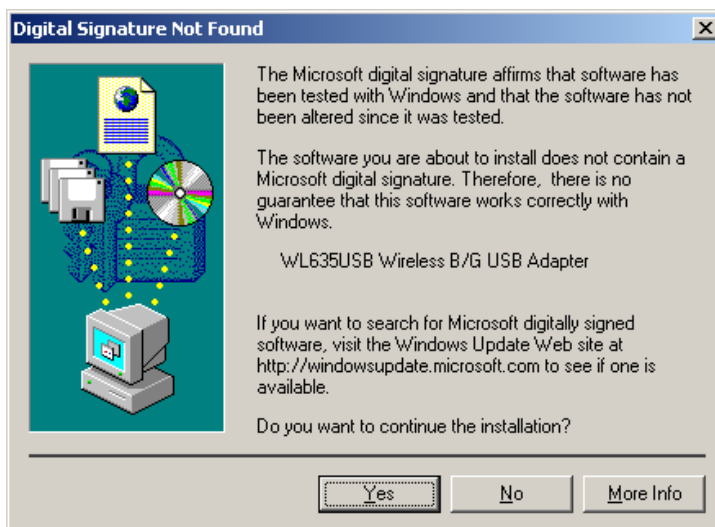 Digital Signature Not Found
The Microsoft digital signature affirms that software has
been tested with Windows and that the software has not
been altered since it was tested.
The software you are about to install does not contain a
Microsoft digital signature. Therefore, there is no
guarantee that this software works correctly with
Windows.
WL635USB Wireless B/G USB Adapter
If you want to search for Microsoft digitally signed
software, visit the Windows Update Web site at
http://windowsupdate.microsoft.com to see if one is
available.
Do you want to continue the installation?
Yes
No
More Info